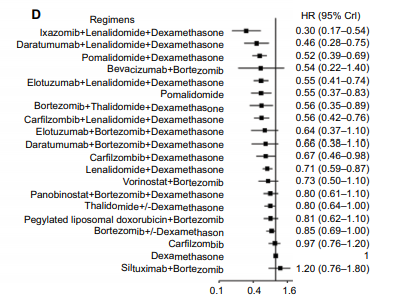 D
Regimens HR (95% Crl)
Ixazomib+Lenalidomide+Dexamethasone 0.30 (0.17–0.54)
Daratumumab+Lenalidomide+Dexamethasone 0.46 (0.28–0.75)
Pomalidomide+Dexamethasone 0.52 (0.39–0.69)
Bevacizumab+Bortezomib 0.54 (0.22–1.40)
Elotuzumab+Lenalidomide+Dexamethasone 0.55 (0.41–0.74)
Pomalidomide 0.55 (0.37–0.83)
Bortezomib+Thalidomide+Dexamethasone 0.56 (0.35–0.89)
Carfilzombib+Lenalidomide+Dexamethasone 0.56 (0.42–0.76)
Elotuzumab+Bortezomib+Dexamethasone 0.64 (0.37–1.10)
Daratumumab+Bortezomib+Dexamethasone 0.66 (0.38–1.10)
Carfilzombib+Dexamethasone 0.67 (0.46–0.98)
Lenalidomide+Dexamethasone 0.71 (0.59–0.87)
Vorinostat+Bortezomib 0.73 (0.50–1.10)
Panobinostat+Bortezomib+Dexamethasone 0.80 (0.61–1.10)
Thalidomide+/-Dexamethasone 0.80 (0.64–1.00)
Pegylated liposomal doxorubicin+Bortezomib 0.81 (0.62–1.10)
Bortezomib+/-Dexamethason 0.85 (0.69–1.00)
Carfilzombib 0.97 (0.76–1.20)
Dexamethasone 1
Siltuximab+Bortezomib 1.20 (0.76–1.80)
0.1 0.4 1.6